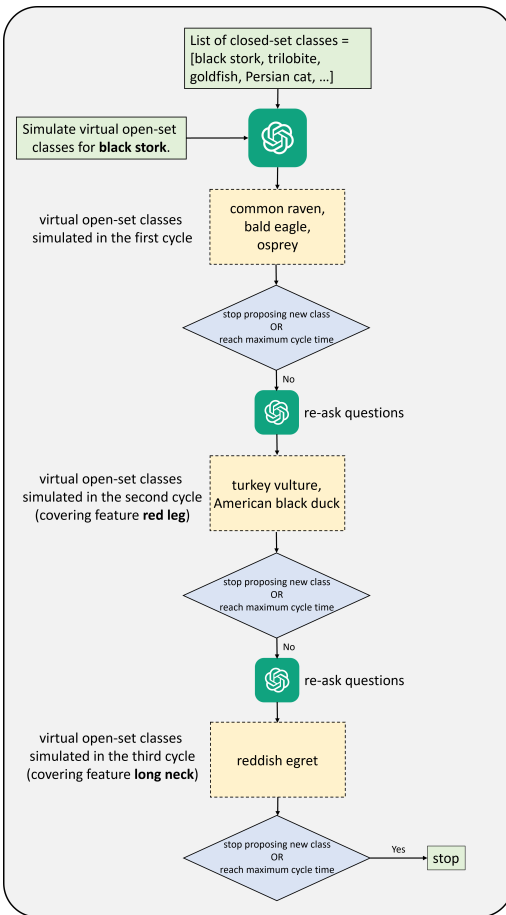 List of closed-set classes =
[black stork, trilobite,
goldfish, Persian cat, …]
Simulate virtual open-set
classes for black stork.
virtual open-set classes
simulated in the first cycle
common raven,
bald eagle,
osprey
stop proposing new class
OR
reach maximum cycle time
No
re-ask questions
virtual open-set classes
simulated in the second cycle
(covering feature red leg)
turkey vulture,
American black duck
stop proposing new class
OR
reach maximum cycle time
No
re-ask questions
virtual open-set classes
simulated in the third cycle
(covering feature long neck)
reddish egret
stop proposing new class
OR
reach maximum cycle time
Yes
stop